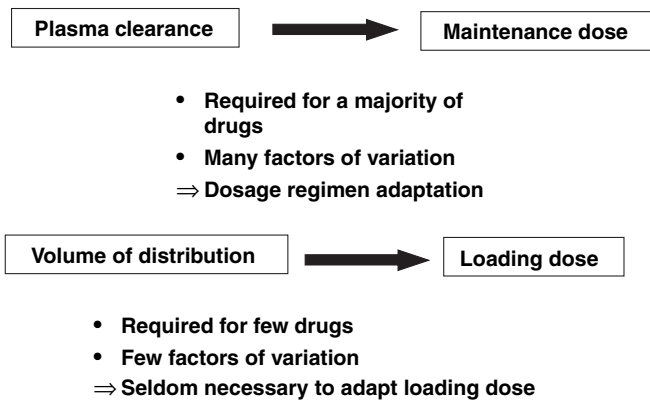 Plasma clearance Maintenance dose
• Required for a majority of
drugs
• Many factors of variation
⇒ Dosage regimen adaptation
Volume of distribution Loading dose
• Required for few drugs
• Few factors of variation
⇒ Seldom necessary to adapt loading dose